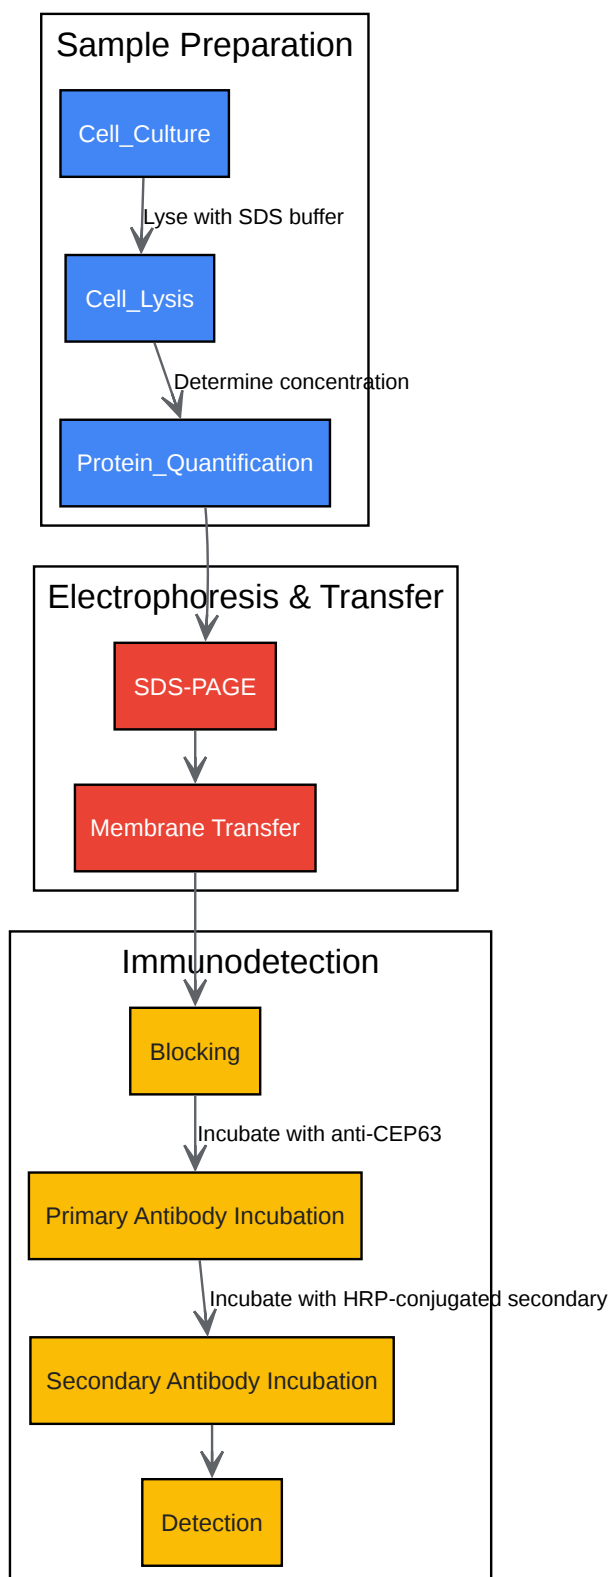 Sample Preparation
Cell_Culture
Lyse with SDS buffer
Cell_Lysis
Determine concentration
Protein_Quantification
Electrophoresis & Transfer
SDS-PAGE
Membrane Transfer
Immunodetection
Blocking
Incubate with anti-CEP63
Primary Antibody Incubation
Incubate with HRP-conjugated secondary
Secondary Antibody Incubation
Detection